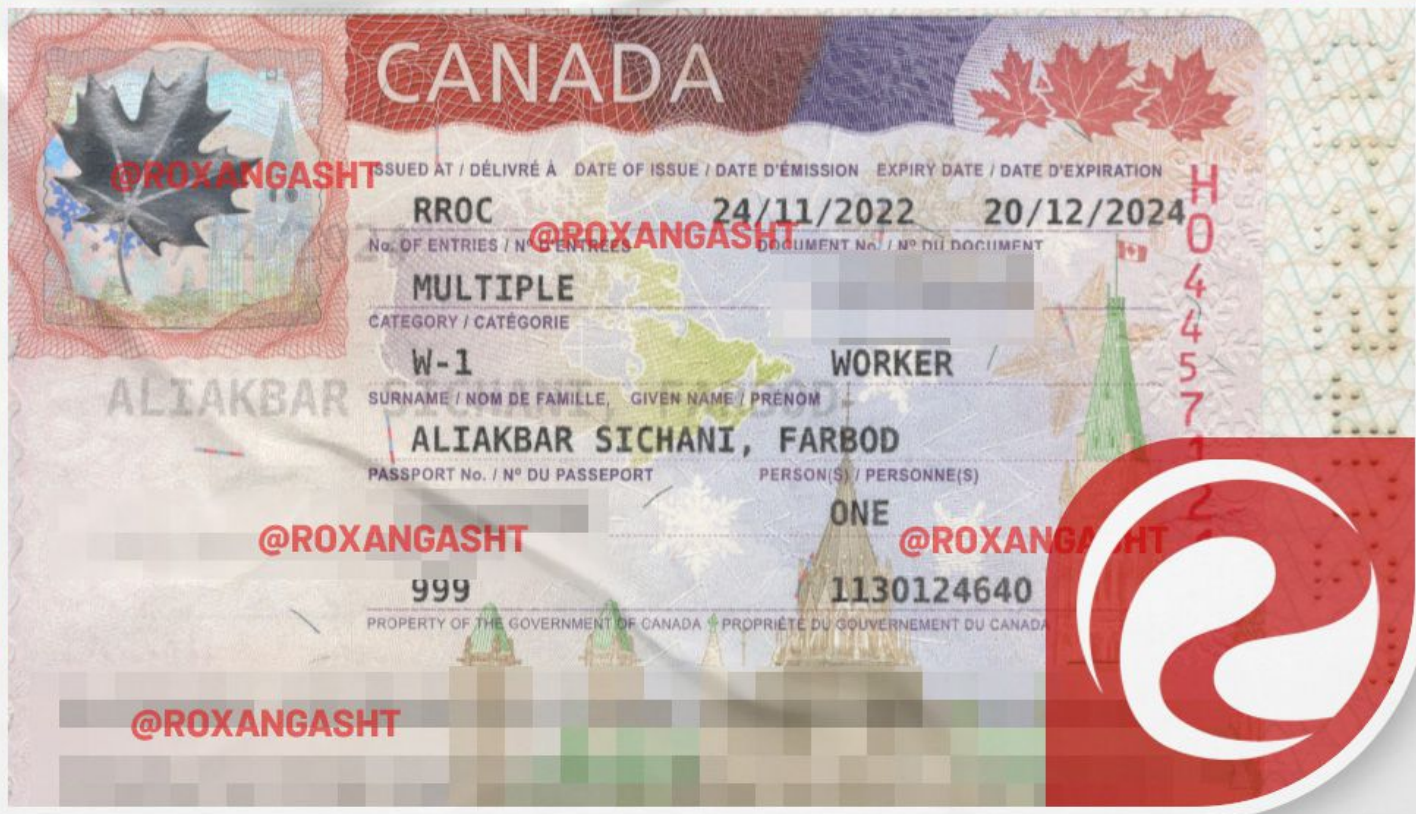 CANADA
ISSUED AT / DÉLIVRÉ À DATE OF ISSUE / DATE D'ÉMISSION EXPIRY DATE / DATE D'EXPIRATION
@ROXANGASHT
RROC 24/11/2022 20/12/2024
@ROXANGASHT
No. OF ENTRIES / Nº D'ENTRÉES DOCUMENT No. / Nº DU DOCUMENT
MULTIPLE
CATEGORY / CATÉGORIE
W-1 WORKER
SURNAME / NOM DE FAMILLE, GIVEN NAME / PRÉNOM
ALIAKBAR SICHANI, FARBOD
ALIAKBAR SICHANI, FARBOD
PASSPORT No. / Nº DU PASSEPORT PERSON(S) / PERSONNE(S)
ONE
@ROXANGASHT @ROXANGASHT
999 1130124640
PROPERTY OF THE GOVERNMENT OF CANADA PROPRIÉTÉ DU GOUVERNEMENT DU CANADA
@ROXANGASHT
H04457